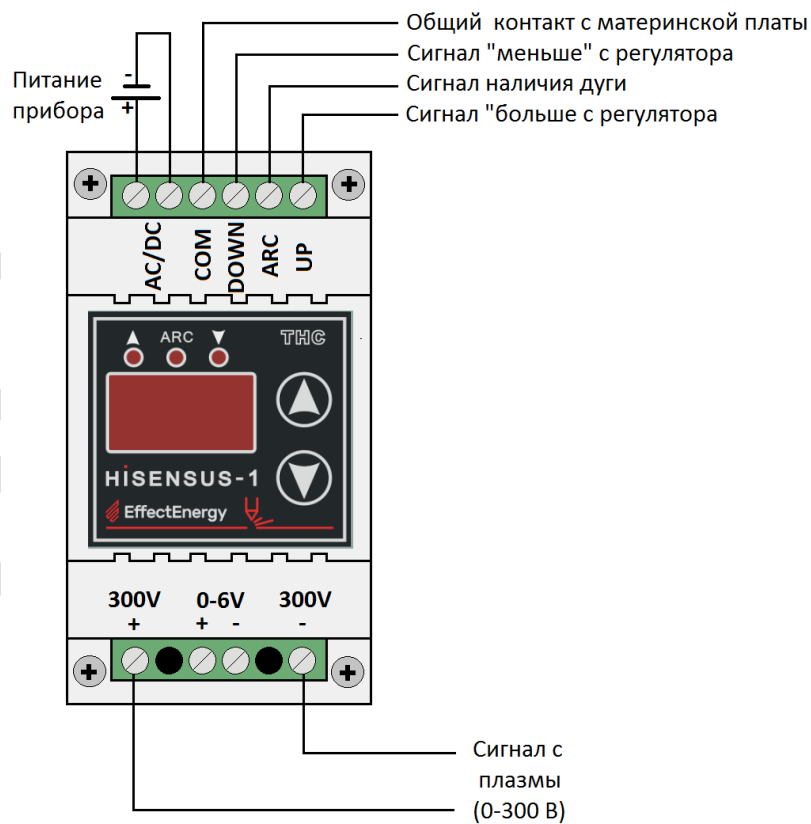 Общий контакт с материнской платы
Сигнал "меньше" с регулятора
Сигнал наличия дуги
Сигнал "больше с регулятора
Питание
прибора
-
+
AC/DC
COM
DOWN
ARC
UP
ARC
THC
HiSENSUS-1
EffectEnergy
300V 0-6V 300V
+ + - -
Сигнал с
плазмы
(0-300 В)